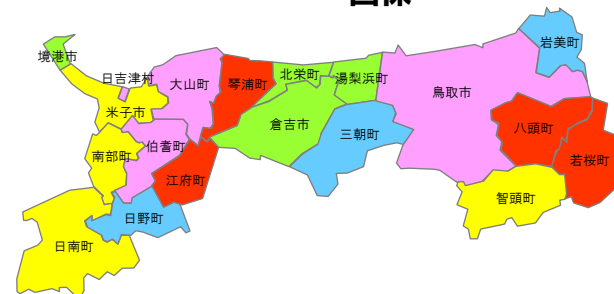 岩美町
境港市
日吉津村
大山町
琴浦町
北栄町
湯梨浜町
鳥取市
米子市
倉吉市
三朝町
八頭町
南部町
伯耆町
若桜町
江府町
智頭町
日野町
日南町